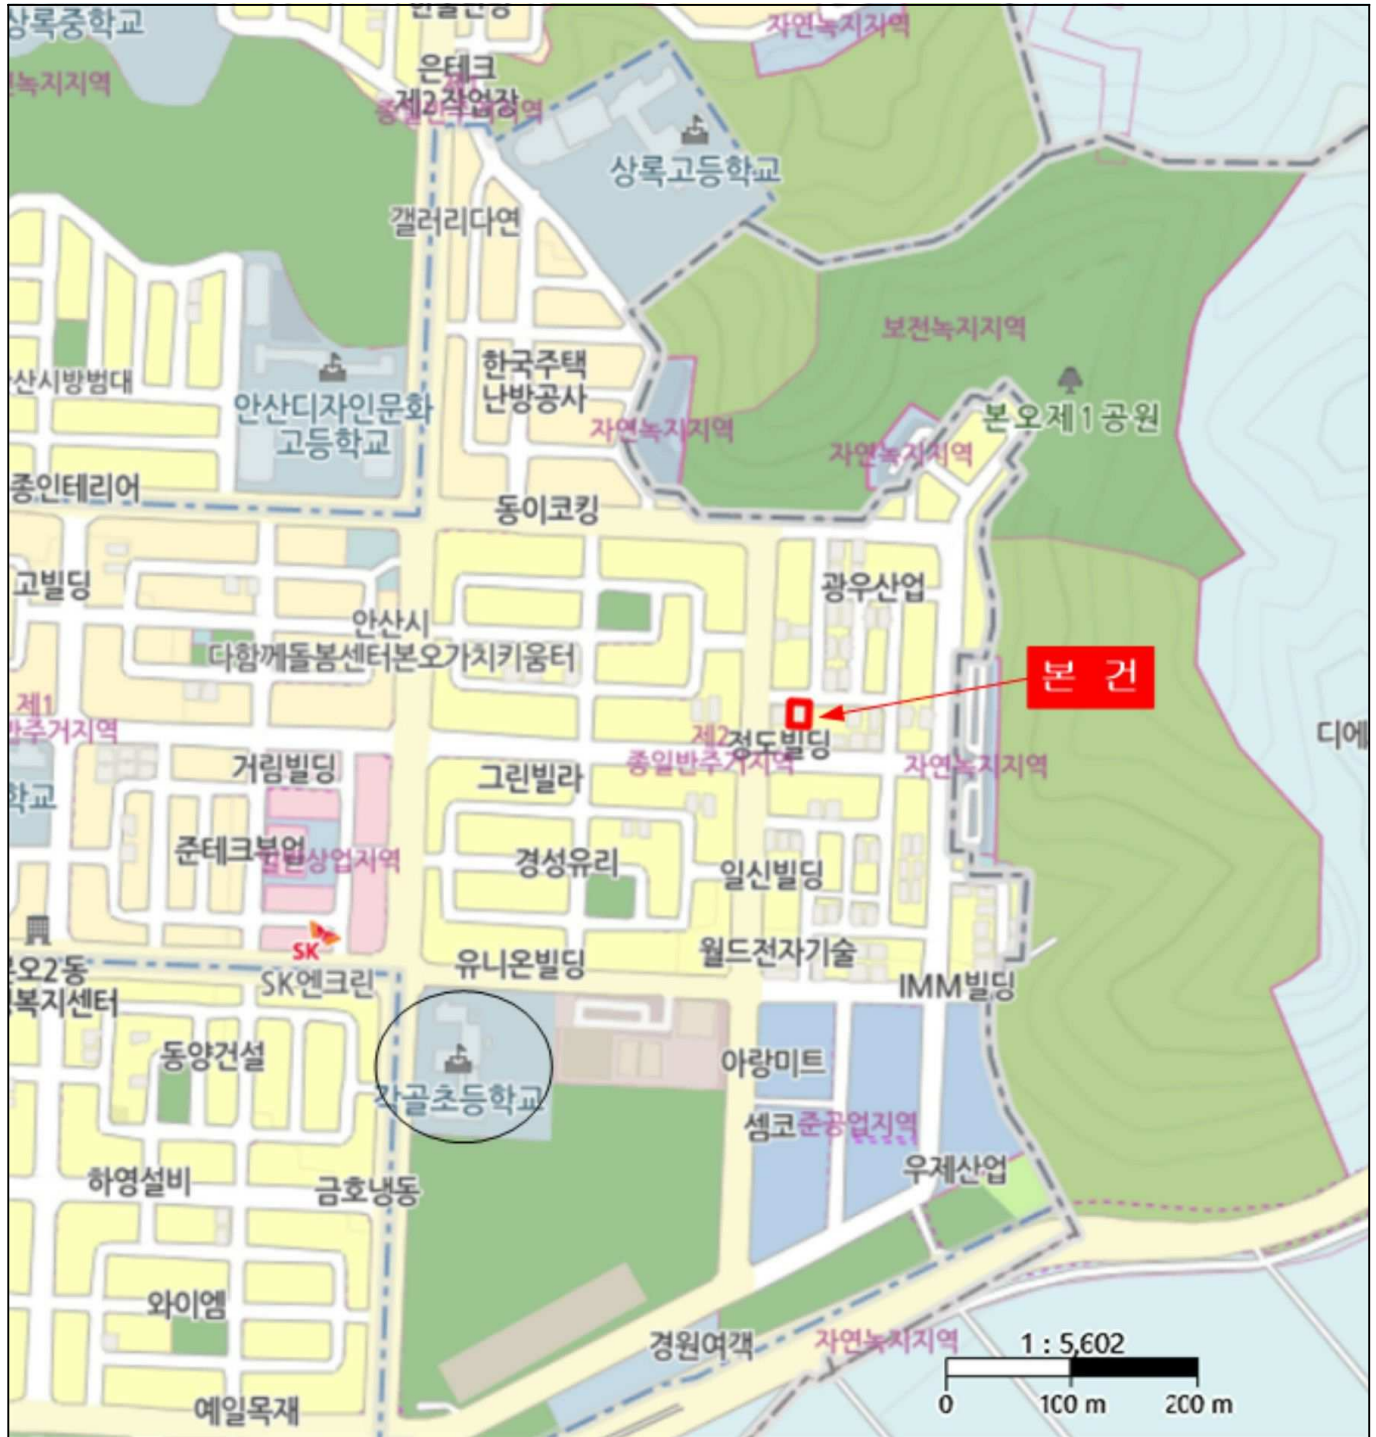 상록중학교
자연녹지지역
녹지지역
은테크
제2작업장
종일반주거지역
상록고등학교
갤러리다연
보전녹지지역
한국주택
난방공사
산시방범대
안산디자인문화
고등학교
자연녹지지역
본오제1공원
자연녹지지역
종인테리어
동이코킹
고빌딩
광우산업
안산시
다함께돌봄센터본오가치키움터
본 건
제1
반주거지역
제2
정도빌딩
종일반주거지역
자연녹지지역
디에
거림빌딩
그린빌라
학교
준테크복업
일반상업지역
경성유리
일신빌딩
SK
SK엔크린
유니온빌딩
월드전자기술
IMM빌딩
오2동
복지센터
동양건설
아랑미트
각골초등학교
셈코
준공업지역
우제산업
하영설비
금호냉동
와이엠
경원여객
자연녹지지역
1 : 5,602
0
100 m
200 m
예일목재